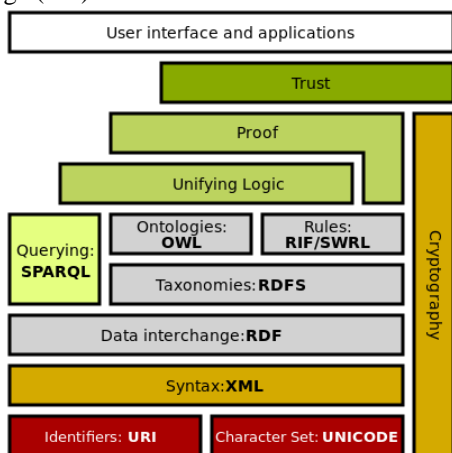 User interface and applications
Trust
Proof
Unifying Logic
Querying:
SPARQL
Ontologies:
OWL
Rules:
RIF/SWRL
Taxonomies:RDFS
Data interchange:RDF
Syntax:XML
Identifiers: URI
Character Set: UNICODE
Cryptography